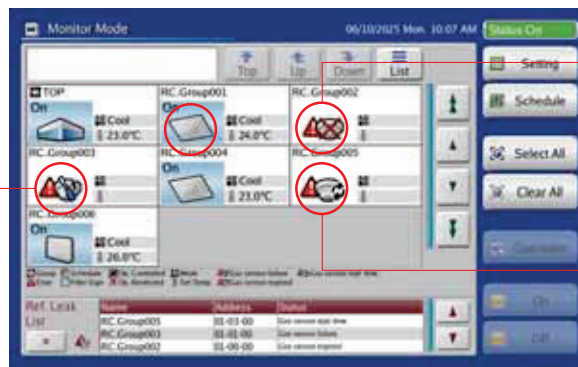 Monitor Mode
06/10/2025 Mon. 10:07 AM
Status On
Top
Up
Down
List
Setting
Schedule
Select All
Clear All
TOP
On
Cool
23.0°C
RC.Group001
On
Cool
24.0°C
RC.Group002
RC.Group003
RC.Group004
On
Cool
23.0°C
RC.Group005
RC.Group006
On
Cool
26.0°C
Ref. Leak List
Name Address Status
RC.Group005 01-03-00
RC.Group003 01-01-00 Gas sensor failure
RC.Group002 01-00-00 Gas sensor expired
On
Off